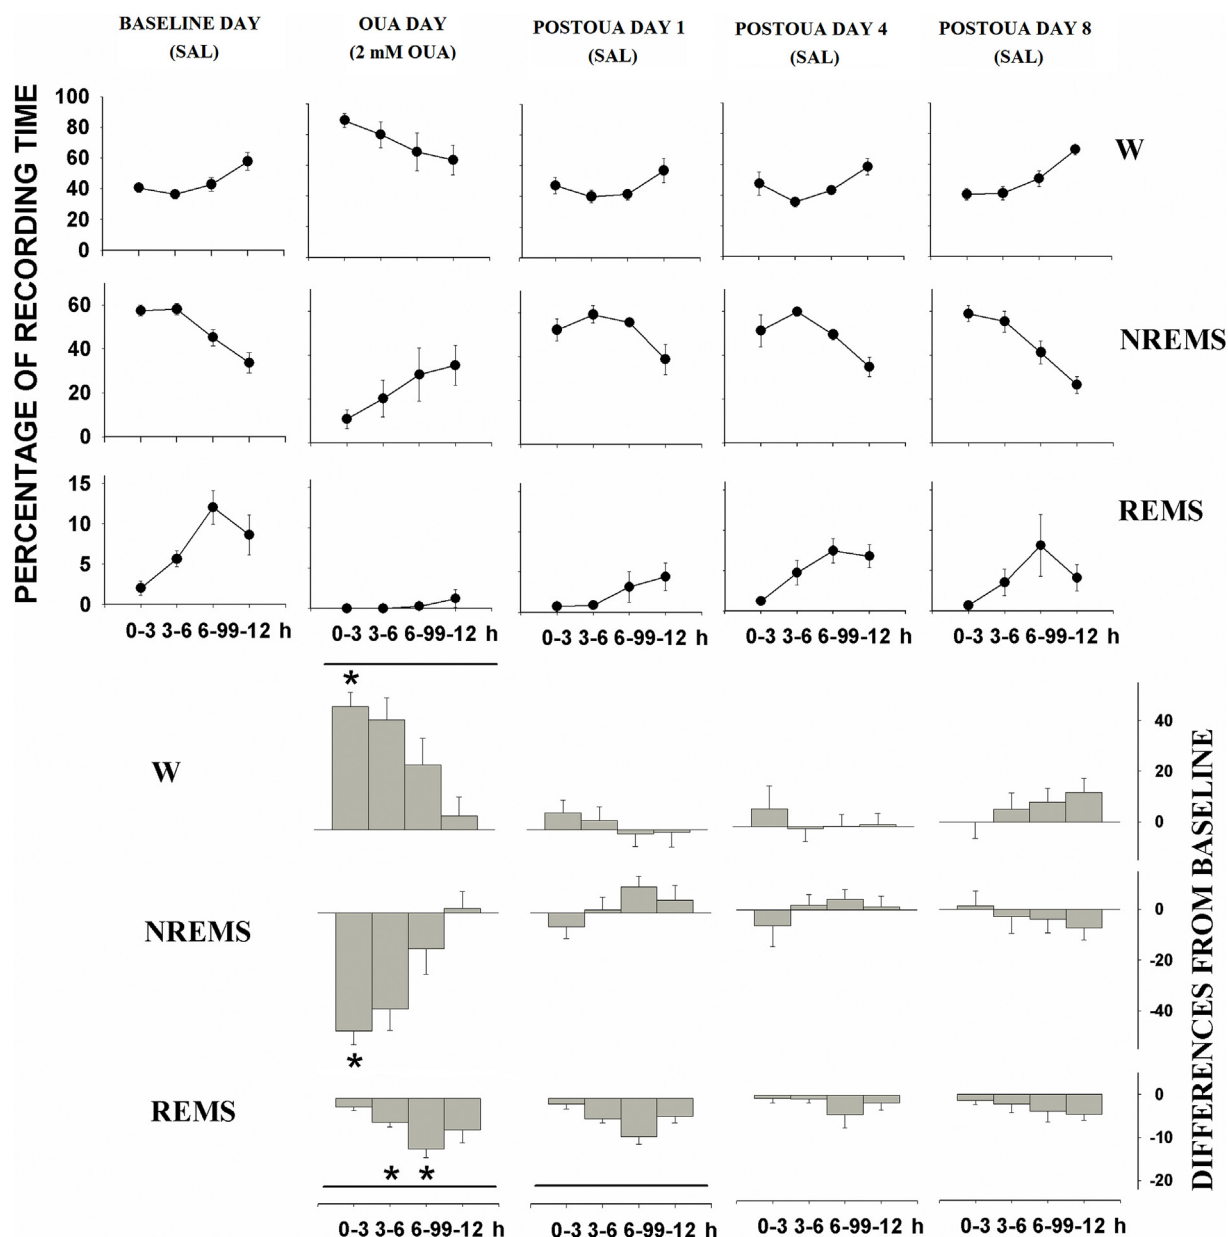 BASELINE DAY
(SAL)
OUA DAY
(2 mM OUA)
POSTOUA DAY 1
(SAL)
POSTOUA DAY 4
(SAL)
POSTOUA DAY 8
(SAL)
PERCENTAGE OF RECORDING TIME
100
80
60
40
20
0
W
60
40
20
0
NREMS
15
10
5
0
REMS
0-3 3-6 6-99-12 h
0-3 3-6 6-99-12 h
0-3 3-6 6-99-12 h
0-3 3-6 6-99-12 h
0-3 3-6 6-99-12 h
*
W
40
20
0
NREMS
0
-20
-40
*
REMS
0
-10
-20
* *
DIFFERENCES FROM BASELINE
0-3 3-6 6-99-12 h
0-3 3-6 6-99-12 h
0-3 3-6 6-99-12 h
0-3 3-6 6-99-12 h